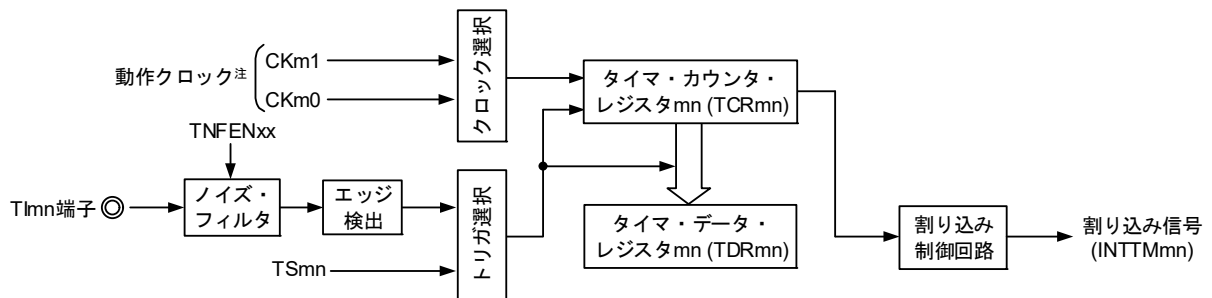 動作クロック注
CKm1
CKm0
クロック選択
タイマ・カウンタ・
レジスタmn (TCRmn)
TNFENxx
TImn端子
ノイズ・
フィルタ
エッジ
検出
トリガ選択
TSmn
タイマ・データ・
レジスタmn (TDRmn)
割り込み
制御回路
割り込み信号
(INTTMmn)